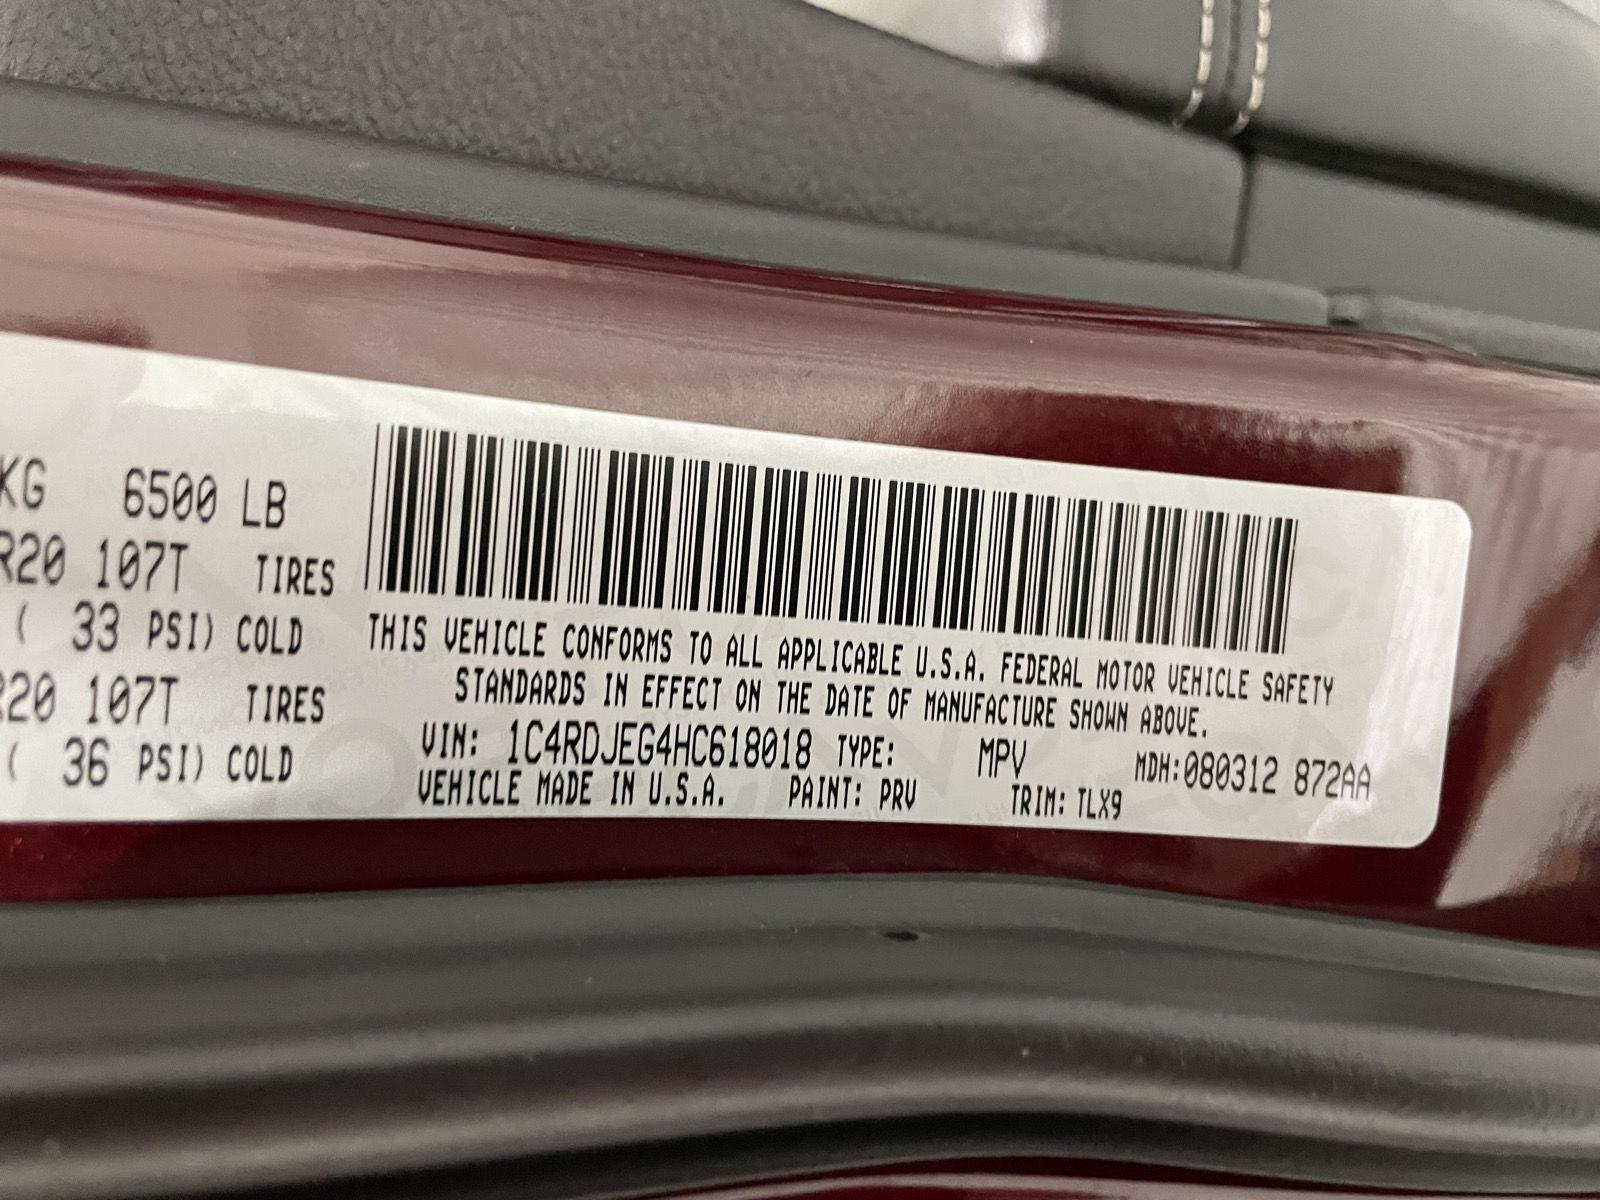 KG 6500 LB
R20 107T TIRES
( 33 PSI) COLD
R20 107T TIRES
( 36 PSI) COLD
THIS VEHICLE CONFORMS TO ALL APPLICABLE U.S.A. FEDERAL MOTOR VEHICLE SAFETY
STANDARDS IN EFFECT ON THE DATE OF MANUFACTURE SHOWN ABOVE.
VIN: 1C4RDJEG4HC618018 TYPE: MPV MDH:080312 872AA
VEHICLE MADE IN U.S.A. PAINT: PRV TRIM: TLX9